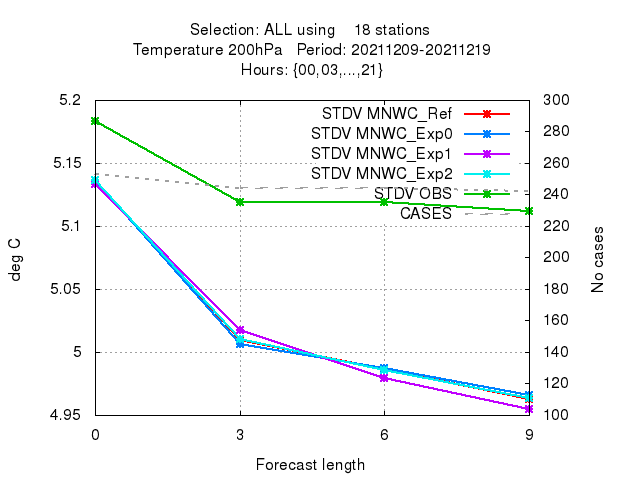 Selection: ALL using 18 stations
Temperature 200hPa Period: 20211209-20211219
Hours: {00,03,...,21}
5.2
5.15
5.1
5.05
5
4.95
deg C
300
280
260
240
220
200
180
160
140
120
100
No cases
STDV MNWC_Ref
STDV MNWC_Exp0
STDV MNWC_Exp1
STDV MNWC_Exp2
STDV OBS
CASES
0 3 6 9
Forecast length